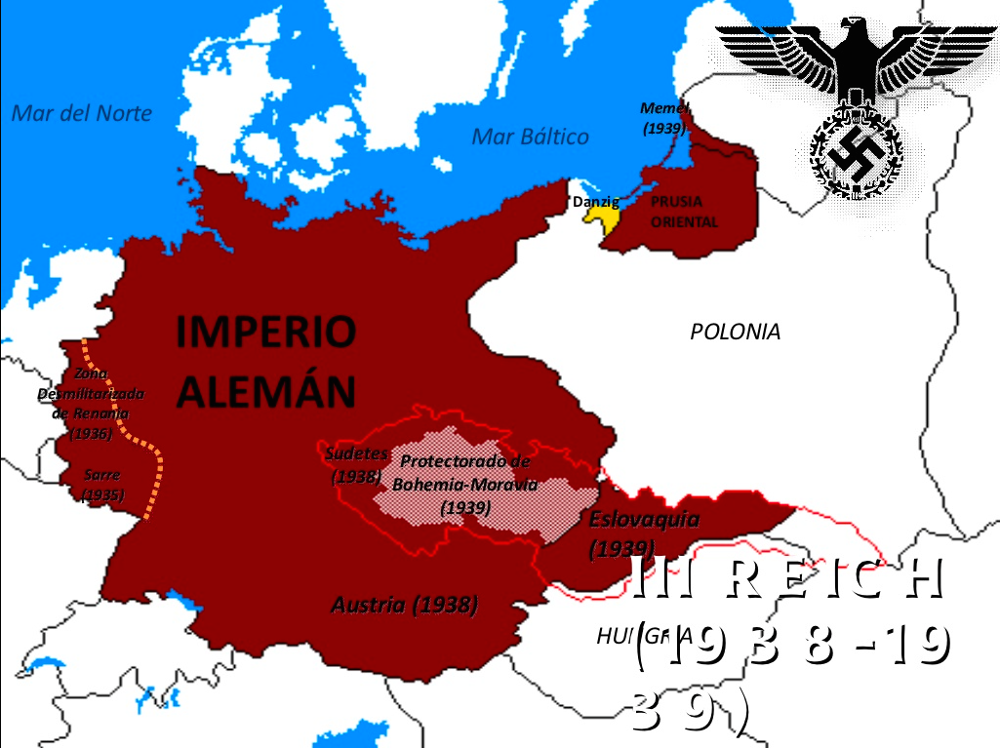 Mar del Norte
Memel
(1939)
Mar Báltico
Danzig
PRUSIA
ORIENTAL
IMPERIO
ALEMÁN
POLONIA
Zona
Desmilitarizada
de Renania
(1936)
Sarre
(1935)
Sudetes
(1938)
Protectorado de
Bohemia-Moravia
(1939)
Eslovaquia
(1939)
Austria (1938)
HUNGRIA
III REICH
(1938-19
39)